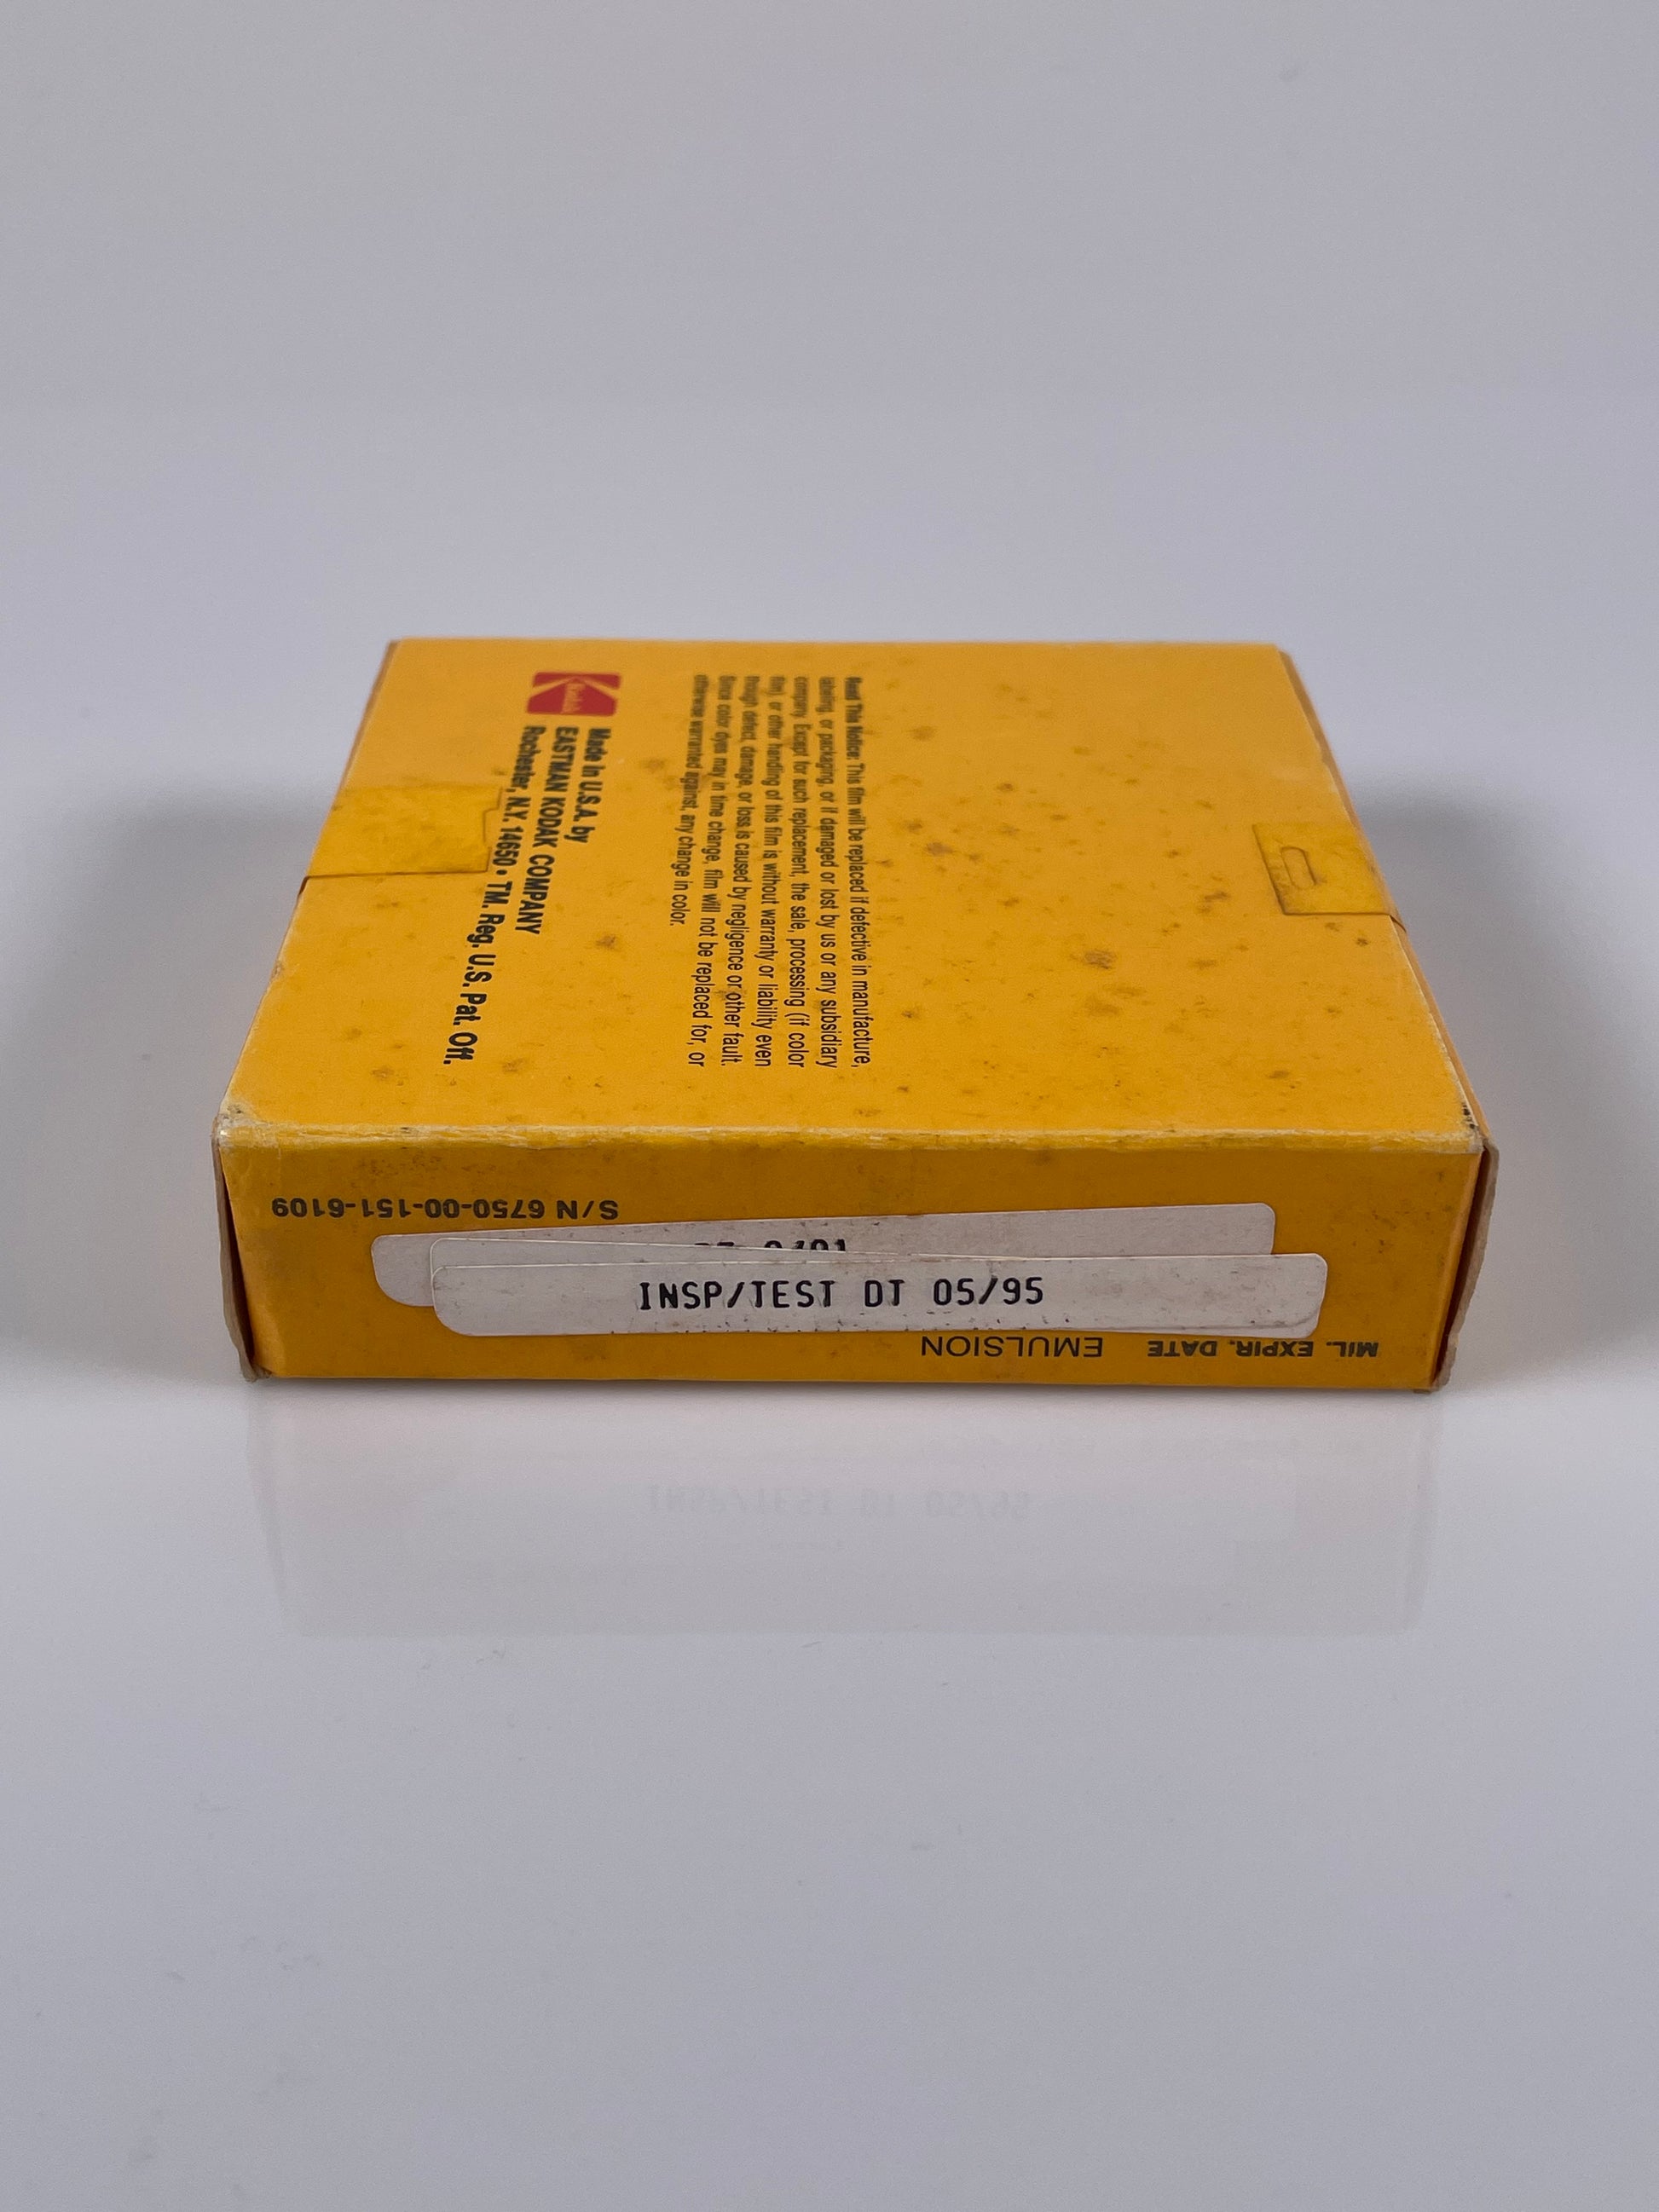 Kodak
Made in U.S.A. by
EASTMAN KODAK COMPANY
Rochester, N.Y. 14650 • TM. Reg. U.S. Pat. Off.
Read This Notice: This film will be replaced if defective in manufacture,
labeling, or packaging, or if damaged or lost by us or any subsidiary
company. Except for such replacement, the sale, processing (if color
film), or other handling of this film is without warranty or liability even
though defect, damage, or loss is caused by negligence or other fault.
Since color dyes may in time change, film will not be replaced for, or
otherwise warranted against, any change in color.
S/N 6750-00-151-6109
INSP/TEST DT 05/95
MIL. EXPIR. DATE EMULSION